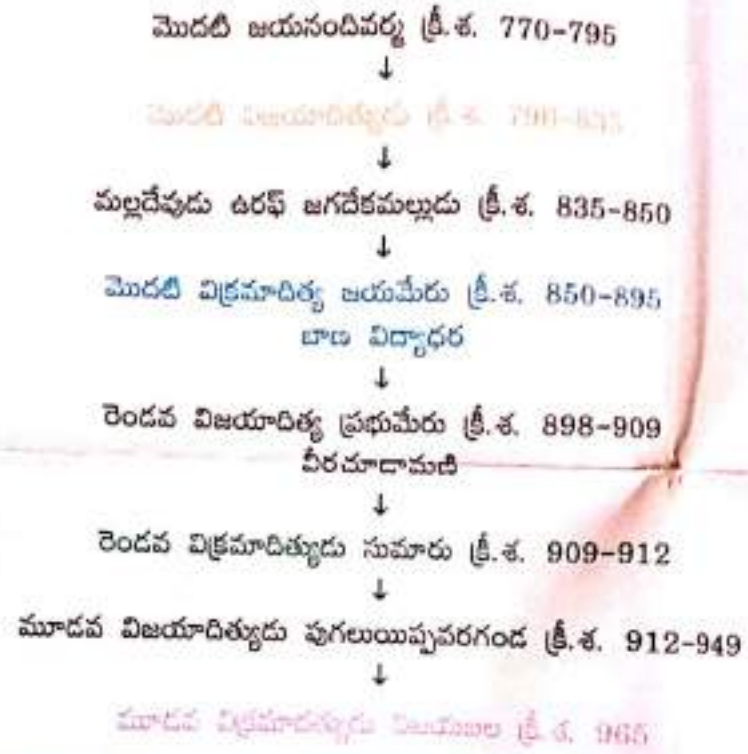 మొదటి జయనందివర్మ క్రీ.శ. 770-795
↓
మొదటి విజయాదిత్యుడు క్రీ.శ.
↓
మల్లదేవుడు ఉరఫ్ జగదేకమల్లుడు క్రీ.శ. 835-850
↓
మొదటి విక్రమాదిత్య జయమేరు క్రీ.శ. 850-895
బాణ విద్యాధర
↓
రెండవ విజయాదిత్య ప్రభుమేరు క్రీ.శ. 898-909
వీరచూడామణి
↓
రెండవ విక్రమాదిత్యుడు సుమారు క్రీ.శ. 909-912
↓
మూడవ విజయాదిత్యుడు పుగలుయిప్పవరగండ క్రీ.శ. 912-949
↓
మూడవ విక్రమాదిత్యుడు క్రీ.శ. 965